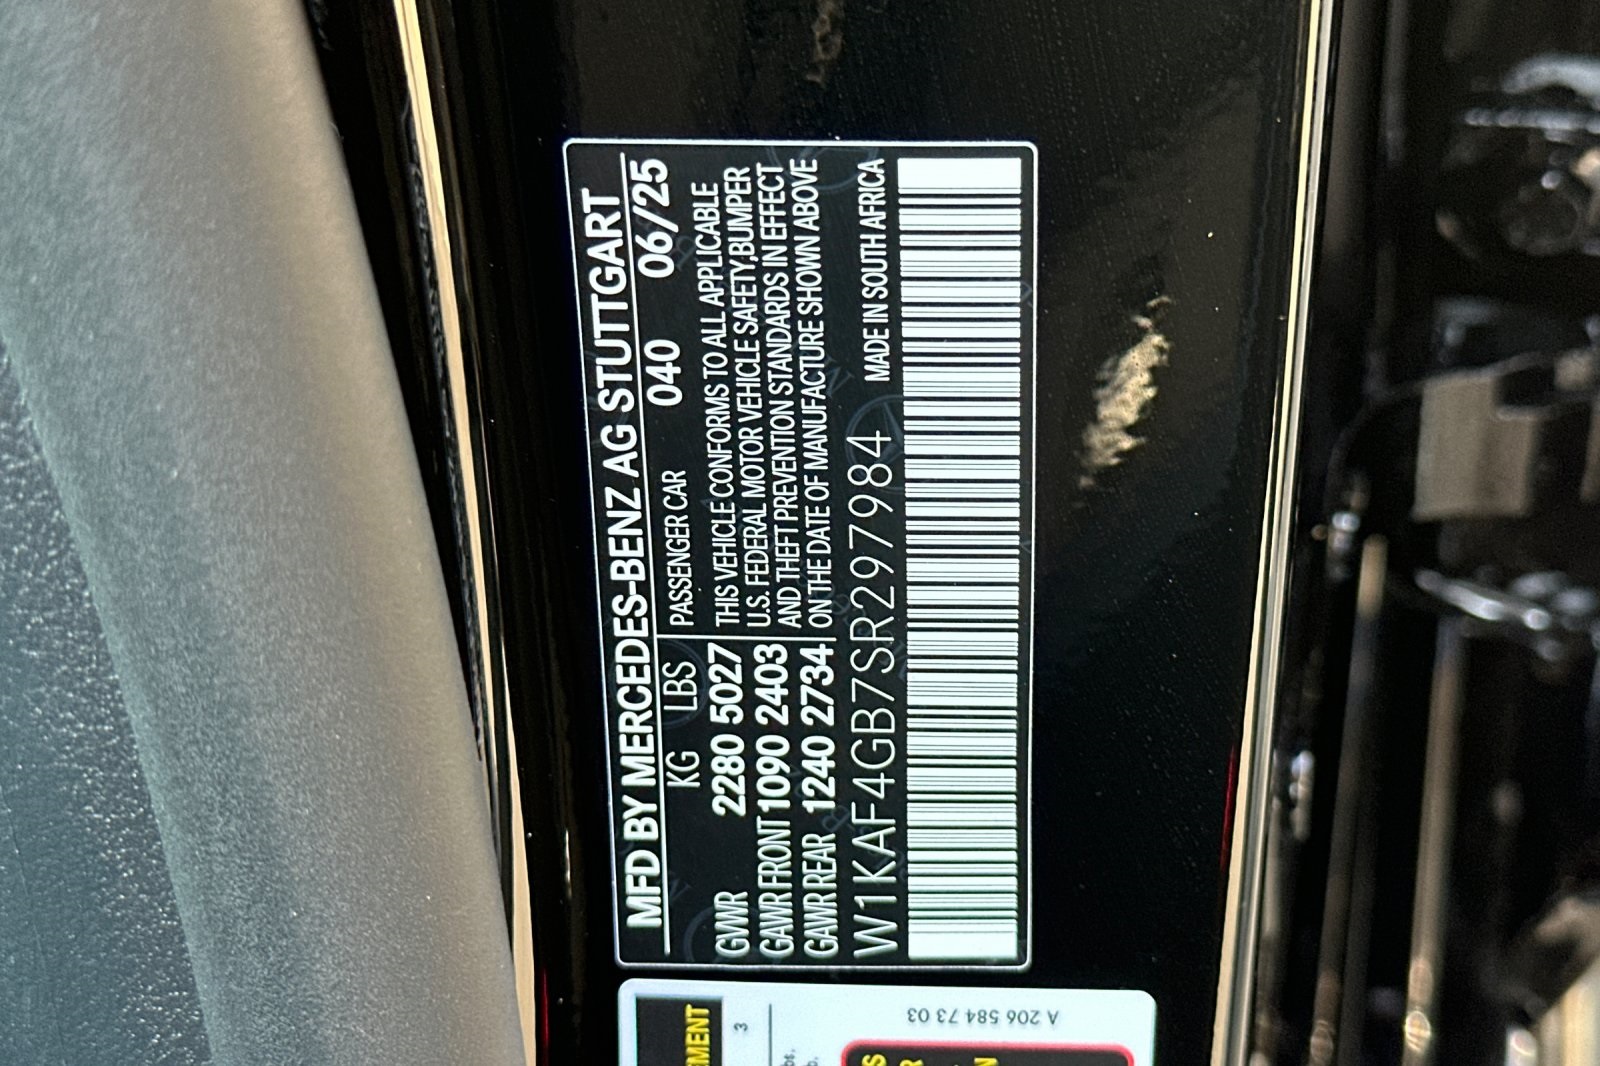 MFD BY MERCEDES-BENZ AG STUTTGART
KG LBS PASSENGER CAR 040 06/25
GVWR 2280 5027
GAWR FRONT 1090 2403
GAWR REAR 1240 2734
THIS VEHICLE CONFORMS TO ALL APPLICABLE
U.S. FEDERAL MOTOR VEHICLE SAFETY,BUMPER
AND THEFT PREVENTION STANDARDS IN EFFECT
ON THE DATE OF MANUFACTURE SHOWN ABOVE
W1KAF4GB7SR297984 MADE IN SOUTH AFRICA
A 206 584 73 03
3